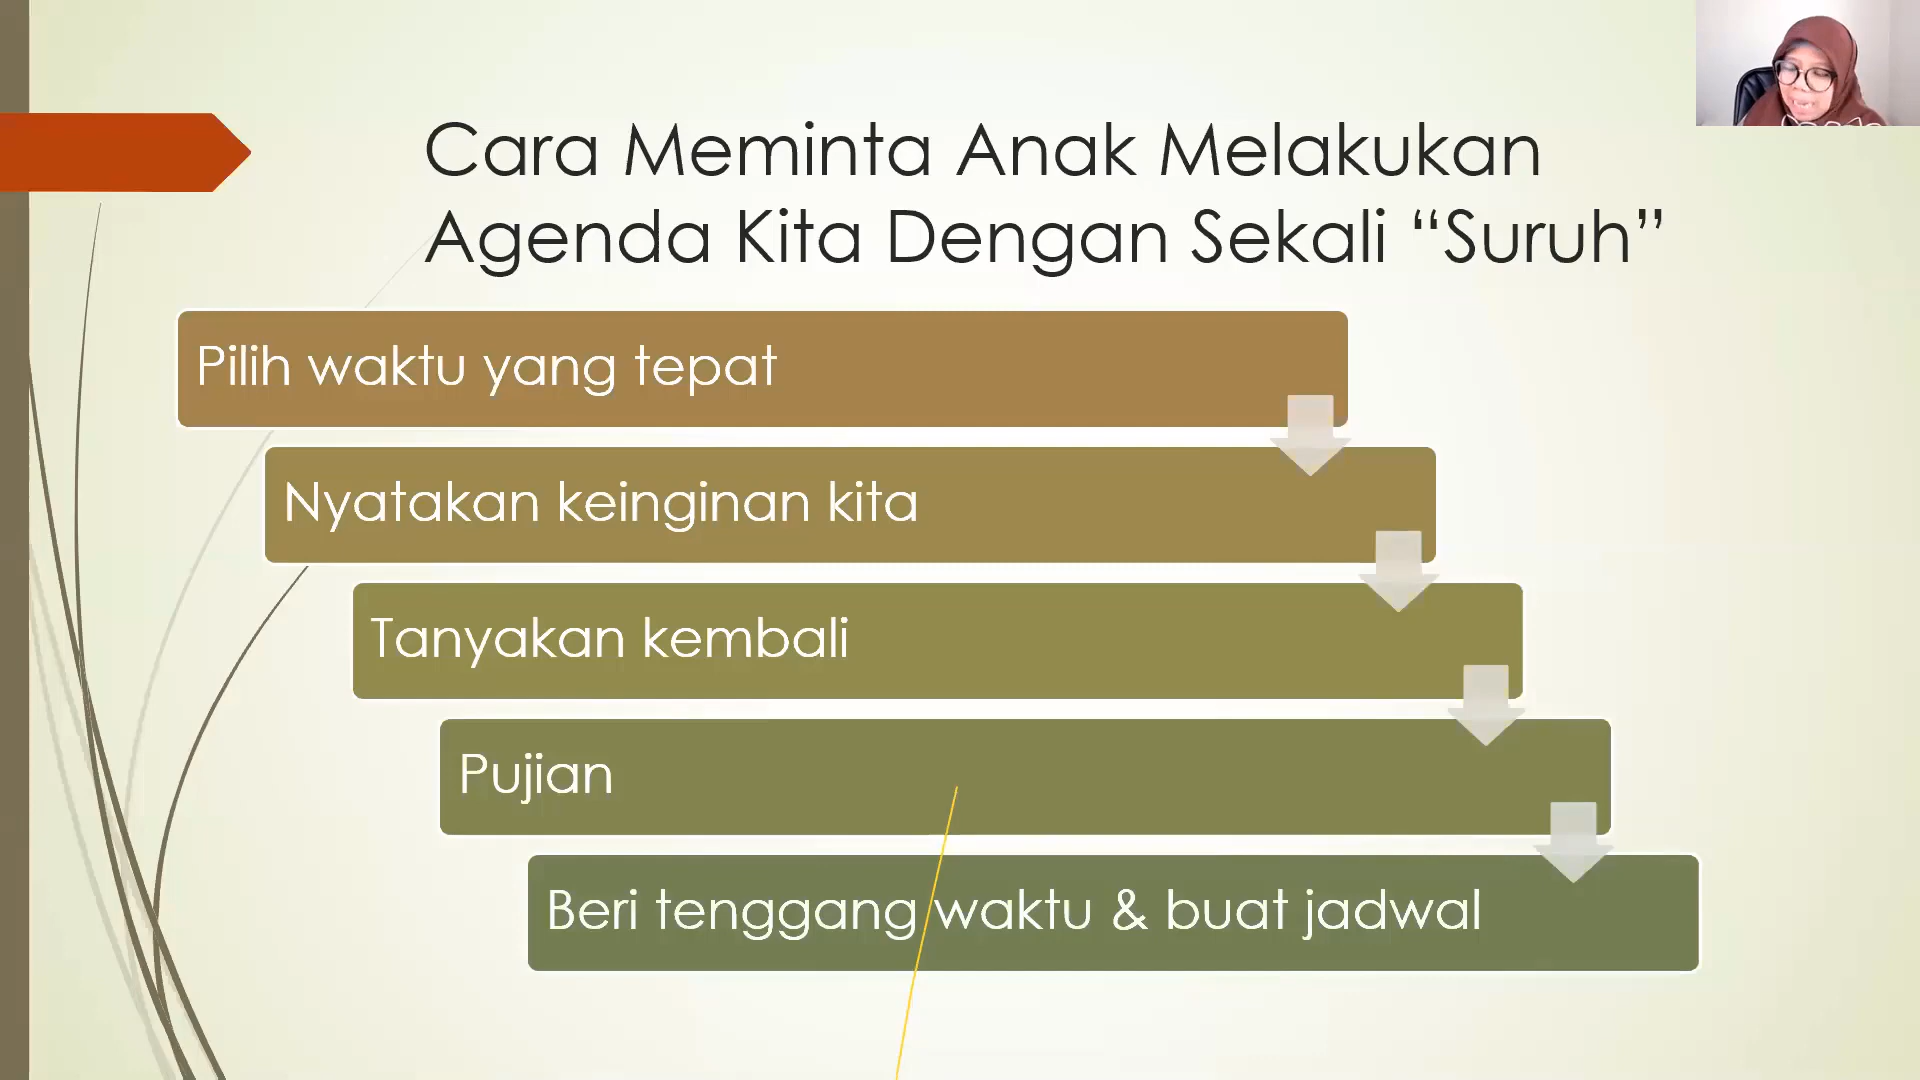 Cara Meminta Anak Melakukan
Agenda Kita Dengan Sekali “Suruh”
Pilih waktu yang tepat
Nyatakan keinginan kita
Tanyakan kembali
Pujian
Beri tenggang waktu & buat jadwal